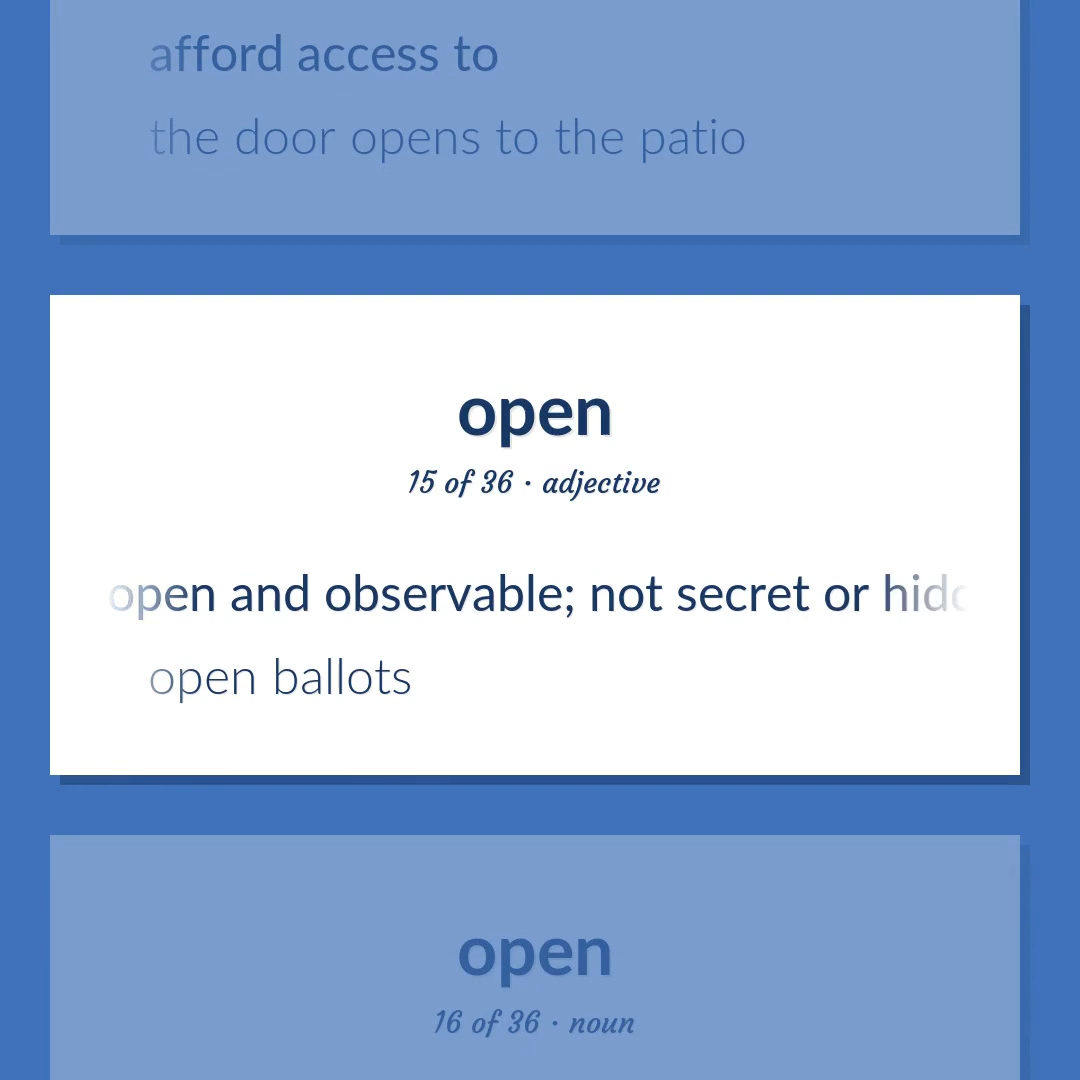 afford access to
the door opens to the patio
open
15 of 36 · adjective
open and observable; not secret or
open ballots
open
16 of 36 · noun